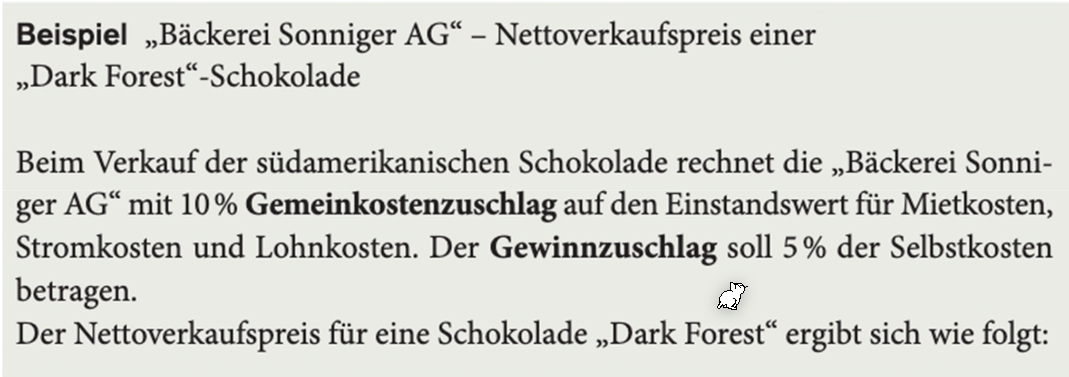 Beispiel „Bäckerei Sonniger AG“ – Nettoverkaufspreis einer
„Dark Forest“-Schokolade
Beim Verkauf der südamerikanischen Schokolade rechnet die „Bäckerei Sonni-
ger AG“ mit 10 % Gemeinkostenzuschlag auf den Einstandswert für Mietkosten,
Stromkosten und Lohnkosten. Der Gewinnzuschlag soll 5 % der Selbstkosten
betragen.
Der Nettoverkaufspreis für eine Schokolade „Dark Forest“ ergibt sich wie folgt: